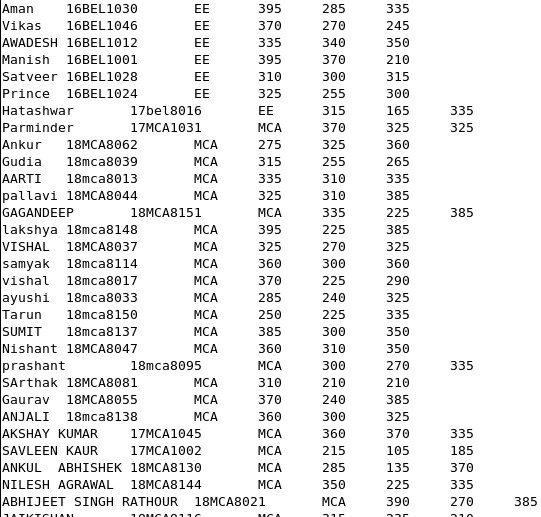 Aman 16BEL1030 EE 395 285 335
Vikas 16BEL1046 EE 370 270 245
AWADESH 16BEL1012 EE 335 340 350
Manish 16BEL1001 EE 395 370 210
Satveer 16BEL1028 EE 310 300 315
Prince 16BEL1024 EE 325 255 300
Hatashwar 17bel8016 EE 315 165 335
Parminder 17MCA1031 MCA 370 325 325
Ankur 18MCA8062 MCA 275 325 360
Gudia 18mca8039 MCA 315 255 265
AARTI 18mca8013 MCA 335 310 335
pallavi 18MCA8044 MCA 325 310 385
GAGANDEEP 18MCA8151 MCA 335 225 385
lakshya 18mca8148 MCA 395 225 385
VISHAL 18MCA8037 MCA 325 270 325
samyak 18mca8114 MCA 360 300 360
vishal 18mca8017 MCA 370 225 290
ayushi 18mca8033 MCA 285 240 325
Tarun 18mca8150 MCA 250 225 335
SUMIT 18mca8137 MCA 385 300 350
Nishant 18MCA8047 MCA 360 310 350
prashant 18mca8095 MCA 300 270 335
SArthak 18MCA8081 MCA 310 210 210
Gaurav 18MCA8055 MCA 370 240 385
ANJALI 18mca8138 MCA 360 300 325
AKSHAY KUMAR 17MCA1045 MCA 360 370 335
SAVLEEN KAUR 17MCA1002 MCA 215 105 185
ANKUL ABHISHEK 18MCA8130 MCA 285 135 370
NILESH AGRAWAL 18MCA8144 MCA 350 225 335
ABHIJEET SINGH RATHOUR 18MCA8021 MCA 390 270 385
JAIKISHAN 18MCA8116 MCA 315 235 210